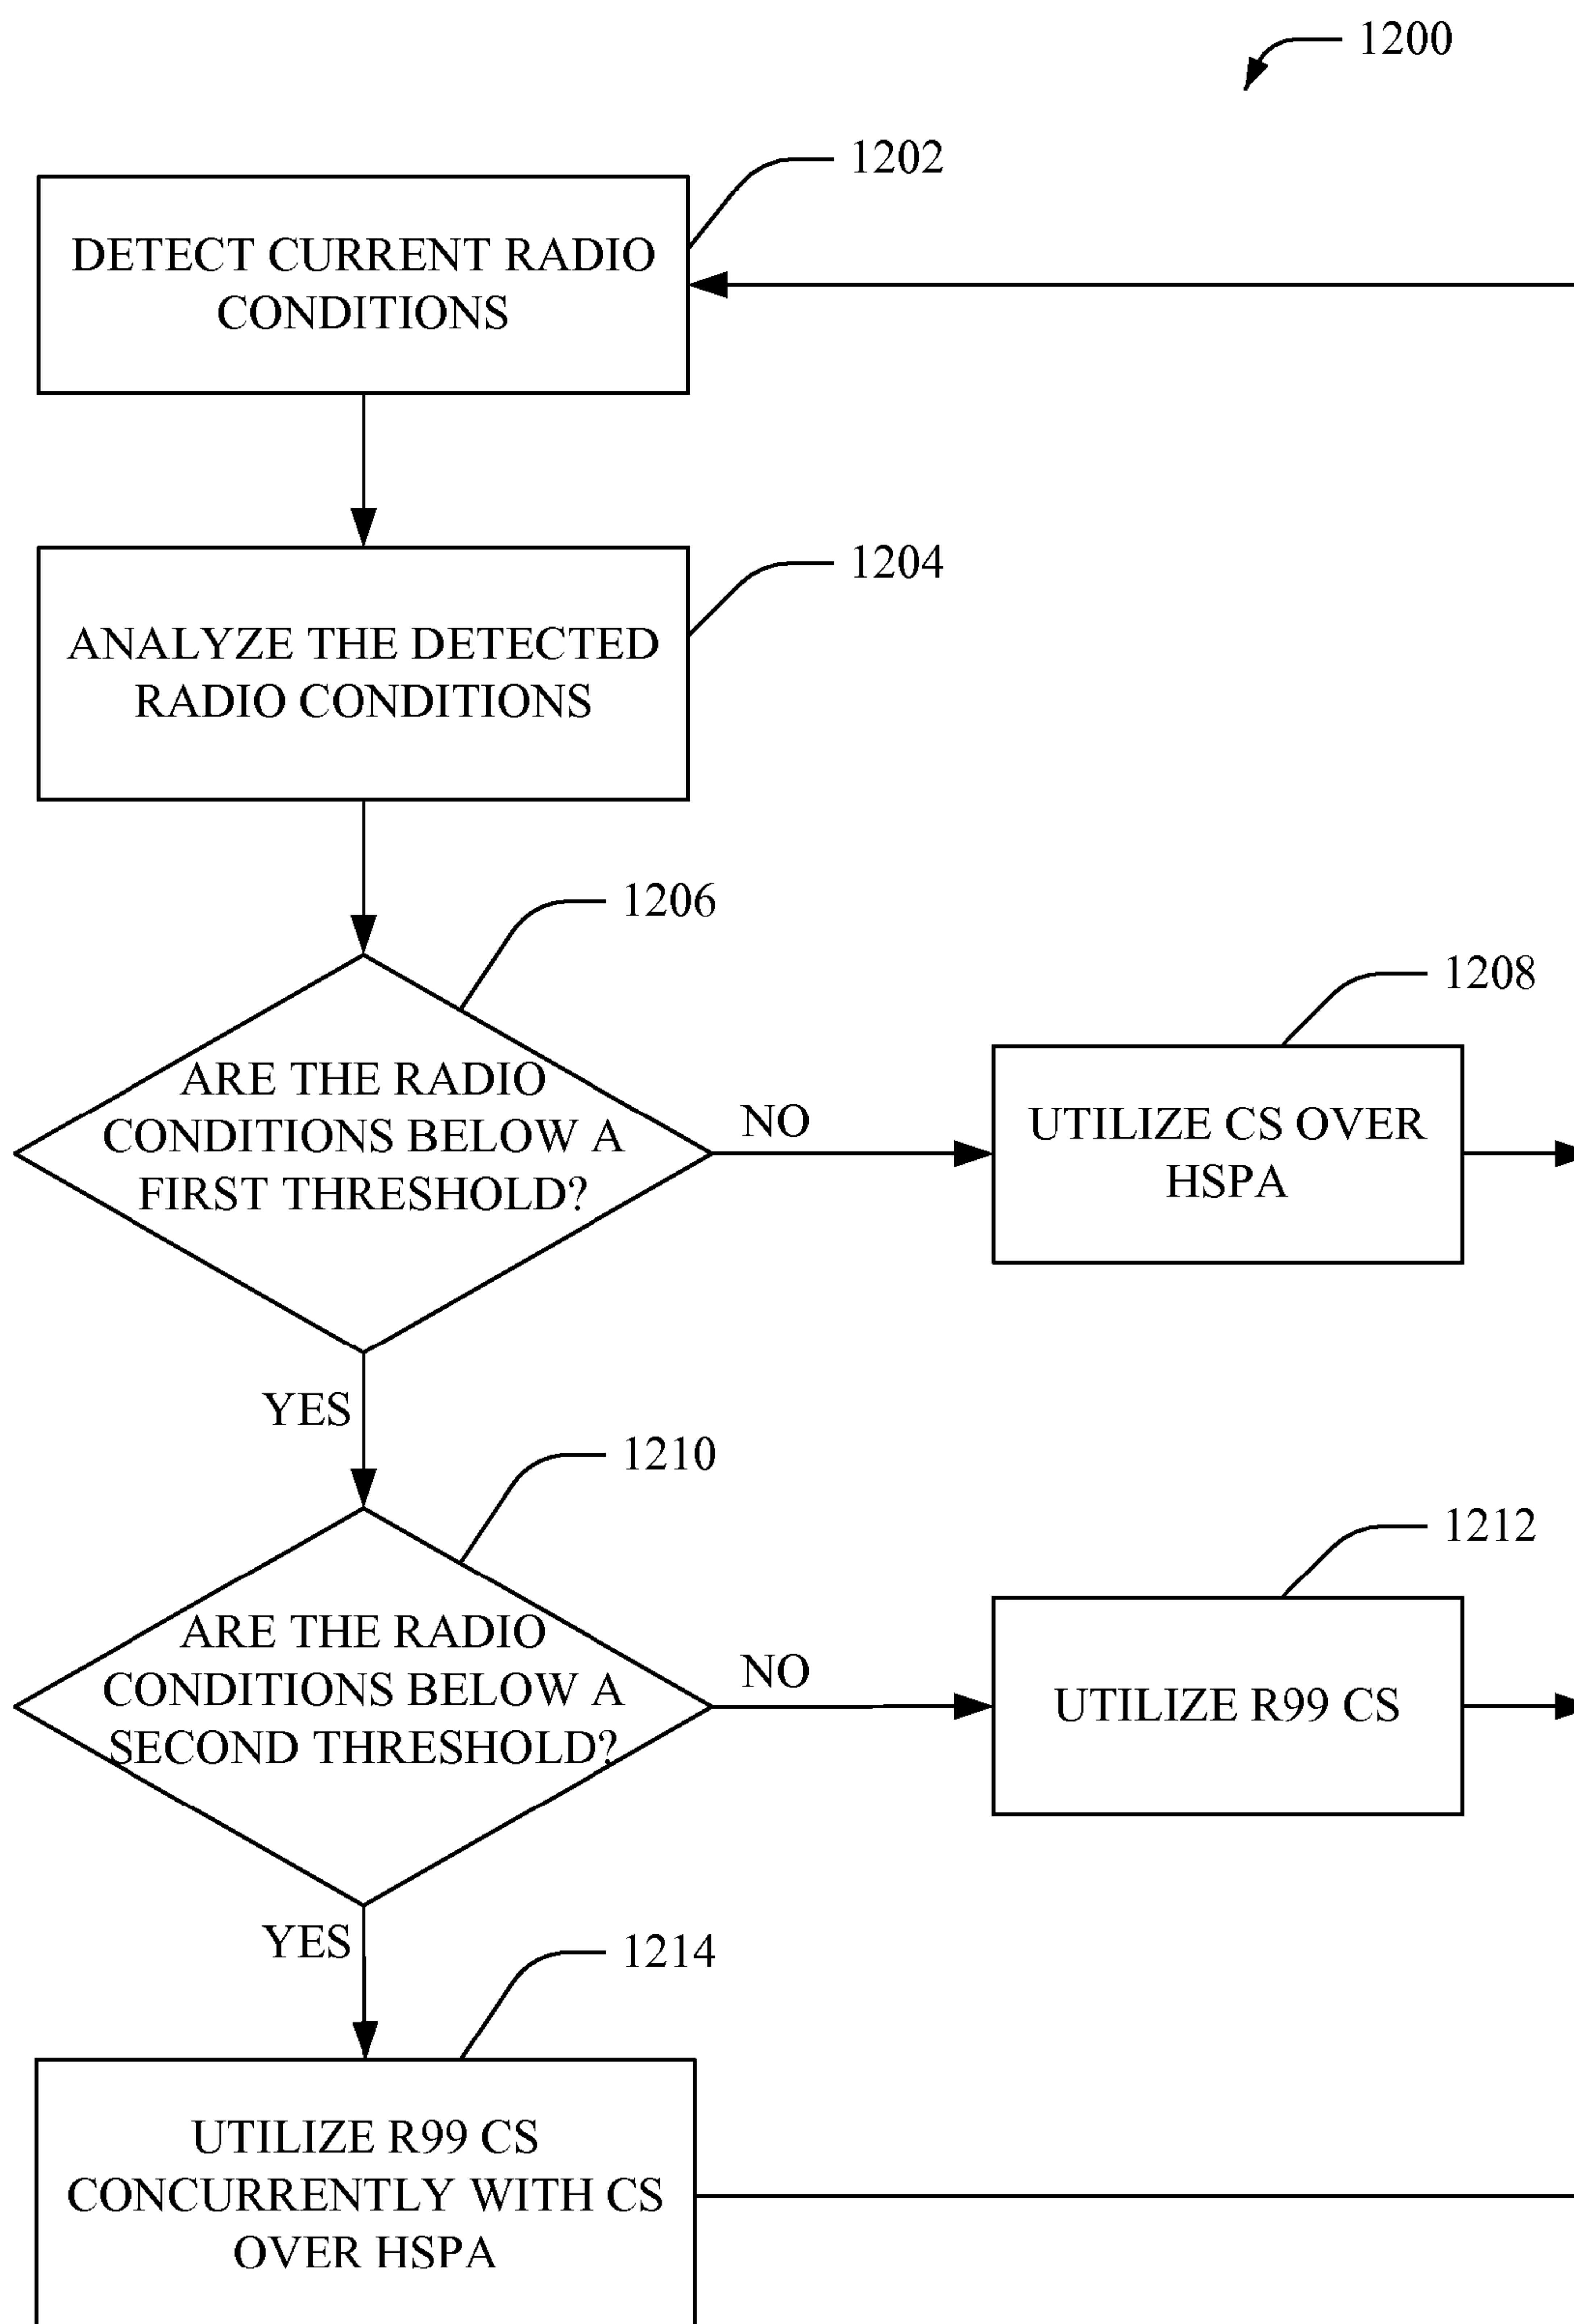 1200
1202
DETECT CURRENT RADIO
CONDITIONS
1204
ANALYZE THE DETECTED
RADIO CONDITIONS
1206
ARE THE RADIO
CONDITIONS BELOW A
FIRST THRESHOLD?
NO
1208
UTILIZE CS OVER
HSPA
YES
1210
ARE THE RADIO
CONDITIONS BELOW A
SECOND THRESHOLD?
NO
1212
UTILIZE R99 CS
YES
1214
UTILIZE R99 CS
CONCURRENTLY WITH CS
OVER HSPA